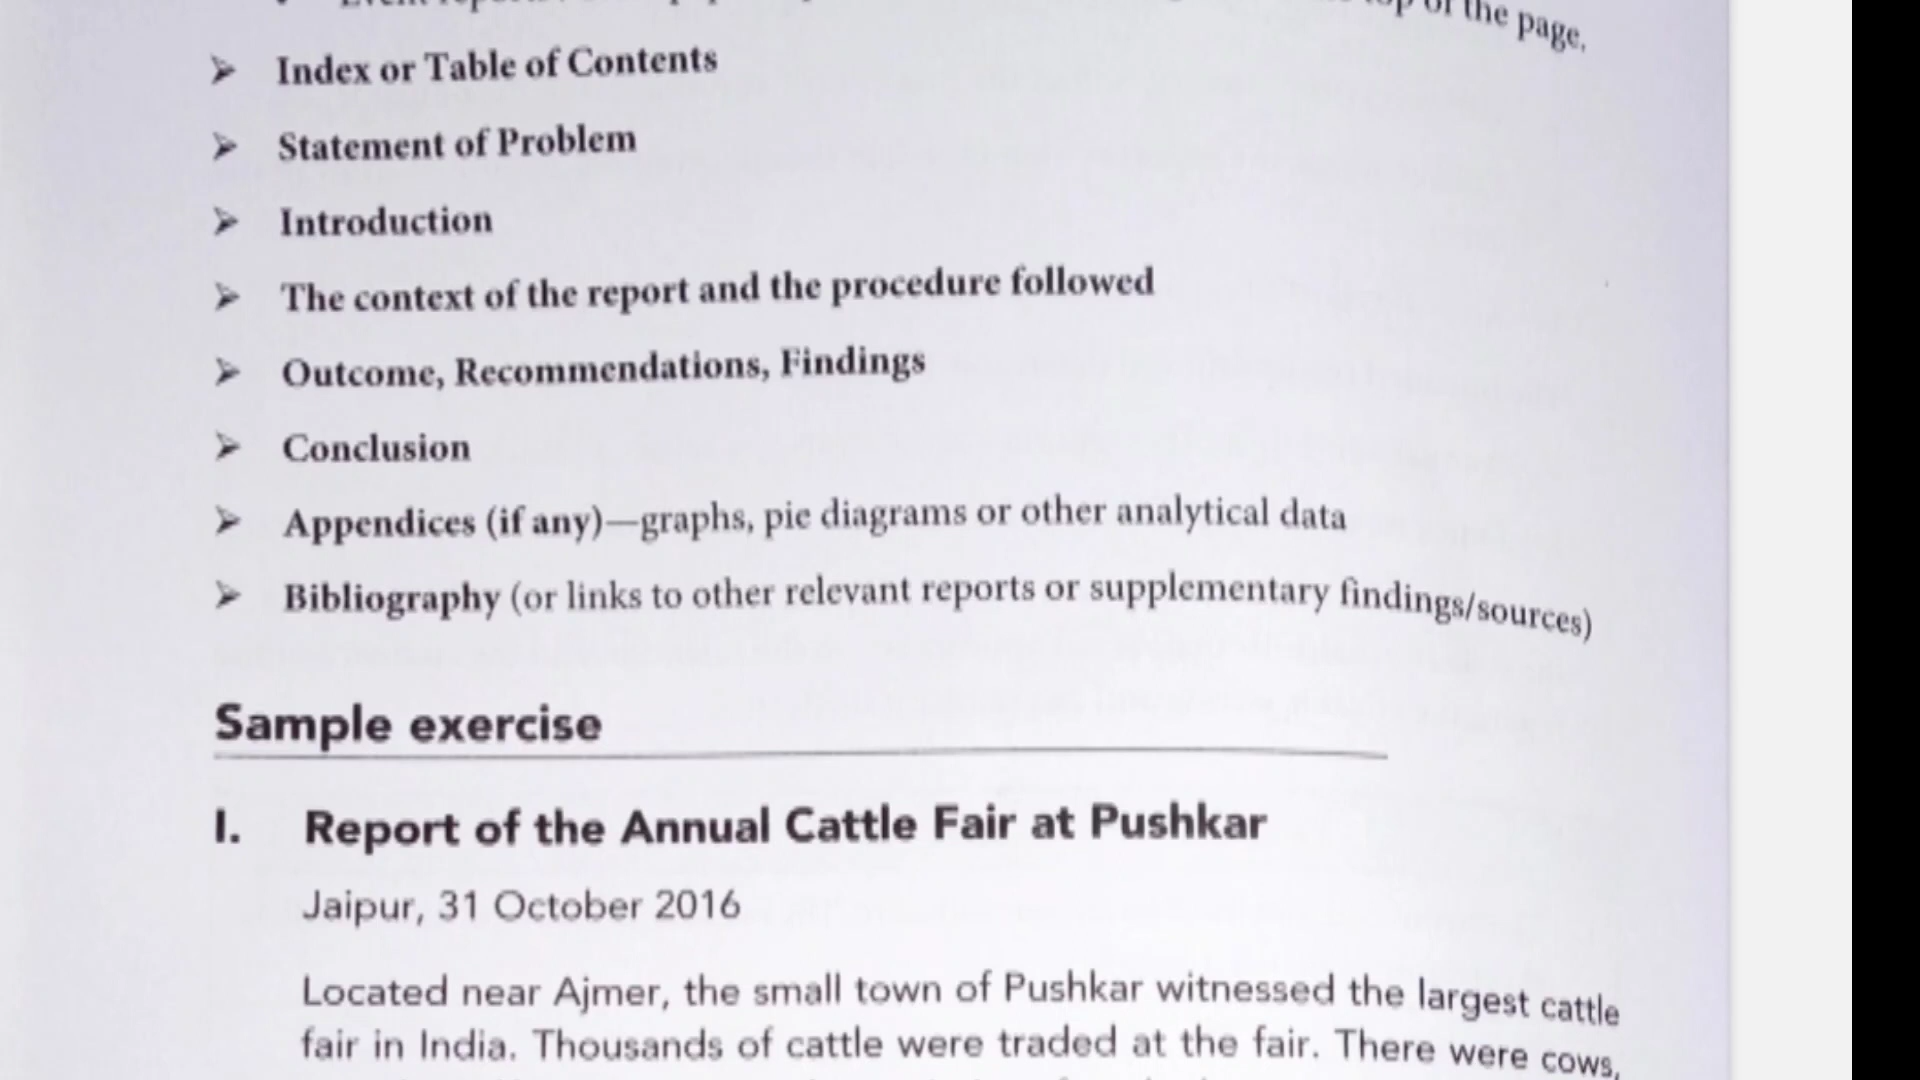 of the page.
➢ Index or Table of Contents
➢ Statement of Problem
➢ Introduction
➢ The context of the report and the procedure followed
➢ Outcome, Recommendations, Findings
➢ Conclusion
➢ Appendices (if any)—graphs, pie diagrams or other analytical data
➢ Bibliography (or links to other relevant reports or supplementary findings/sources)
Sample exercise
I. Report of the Annual Cattle Fair at Pushkar
Jaipur, 31 October 2016
Located near Ajmer, the small town of Pushkar witnessed the largest cattle
fair in India. Thousands of cattle were traded at the fair. There were cows,